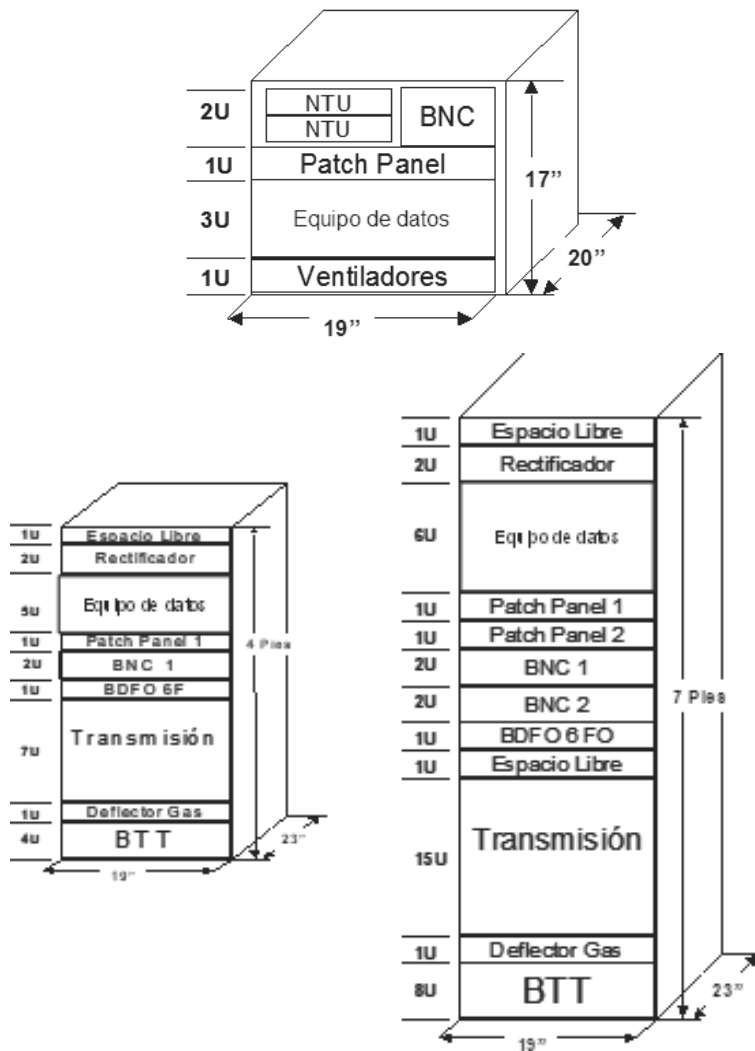 2U NTU BNC
NTU
1U Patch Panel
17”
3U Equipo de datos
20”
1U Ventiladores
19”
1U Espacio Libre
2U Rectificador
5U Equipo de datos
1U Patch Panel 1
4 Pies
2U BNC 1
1U BDFO 6F
7U Transmisión
1U Deflector Gas
4U BTT
23”
19”
1U Espacio Libre
2U Rectificador
6U Equipo de datos
1U Patch Panel 1
1U Patch Panel 2
2U BNC 1
7 Pies
2U BNC 2
1U BDFO 6 FO
1U Espacio Libre
15U Transmisión
1U Deflector Gas
8U BTT
23”
19”